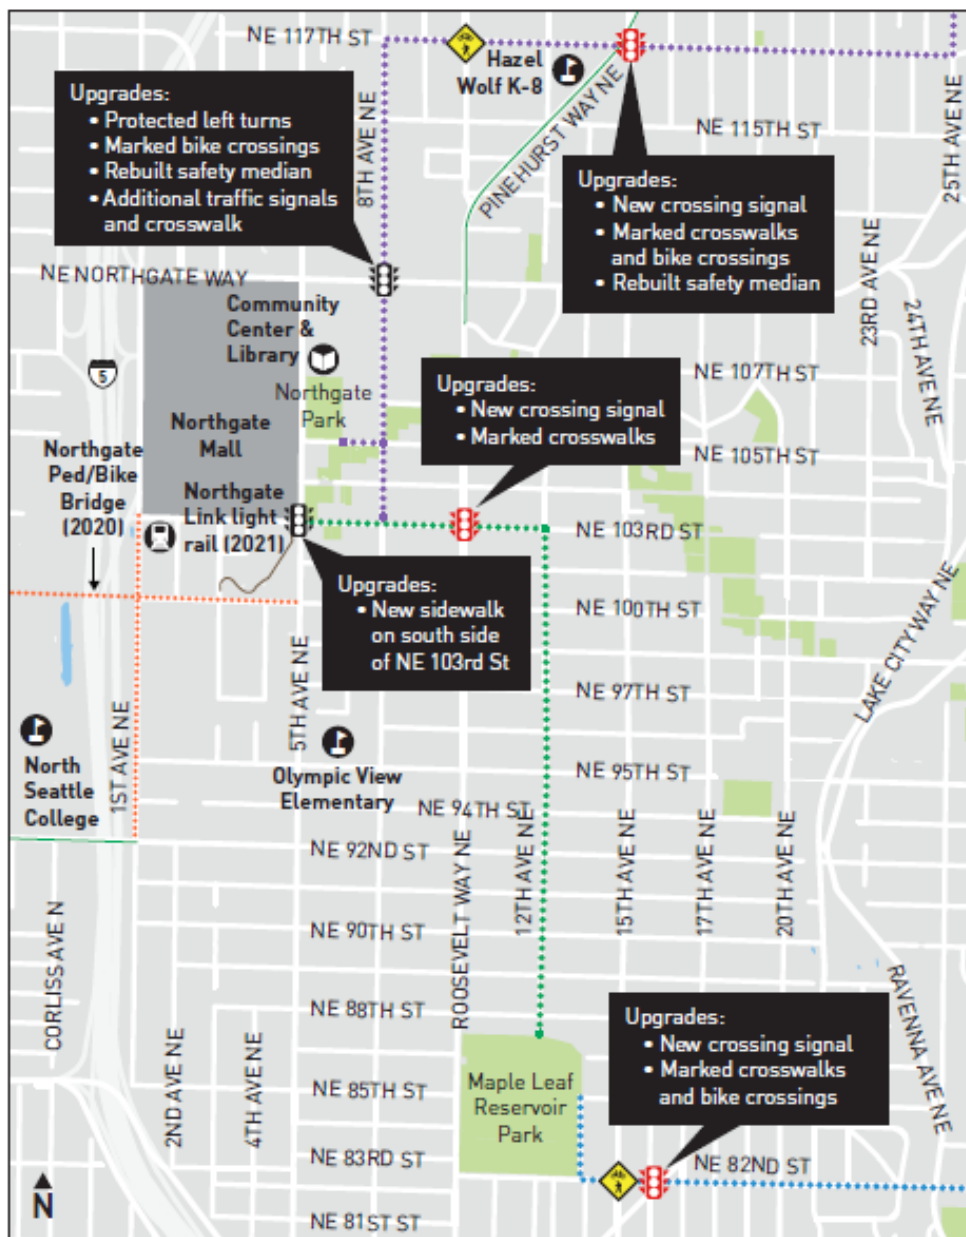 NE 117TH ST
Hazel
Wolf K-8
Upgrades:
• Protected left turns
• Marked bike crossings
• Rebuilt safety median
• Additional traffic signals
and crosswalk
8TH AVE NE
PINEHURST WAY NE
NE 115TH ST
25TH AVE NE
Upgrades:
• New crossing signal
• Marked crosswalks
and bike crossings
• Rebuilt safety median
23RD AVE NE
24TH AVE NE
NE NORTHGATE WAY
Community
Center &
Library
5
Northgate
Park
Northgate
Mall
Upgrades:
• New crossing signal
• Marked crosswalks
NE 107TH ST
NE 105TH ST
Northgate
Ped/Bike
Bridge
(2020)
Northgate
Link light
rail (2021)
NE 103RD ST
Upgrades:
• New sidewalk
on south side
of NE 103rd St
NE 100TH ST
LAKE CITY WAY NE
NE 97TH ST
5TH AVE NE
1ST AVE NE
North
Seattle
College
Olympic View
Elementary
NE 95TH ST
NE 94TH ST
NE 92ND ST
ROOSEVELT WAY NE
12TH AVE NE
15TH AVE NE
17TH AVE NE
20TH AVE NE
NE 90TH ST
CORLISS AVE N
NE 88TH ST
RAVENNA AVE NE
Upgrades:
• New crossing signal
• Marked crosswalks
and bike crossings
2ND AVE NE
4TH AVE NE
NE 85TH ST
Maple Leaf
Reservoir
Park
NE 83RD ST
NE 82ND ST
N
NE 81ST ST